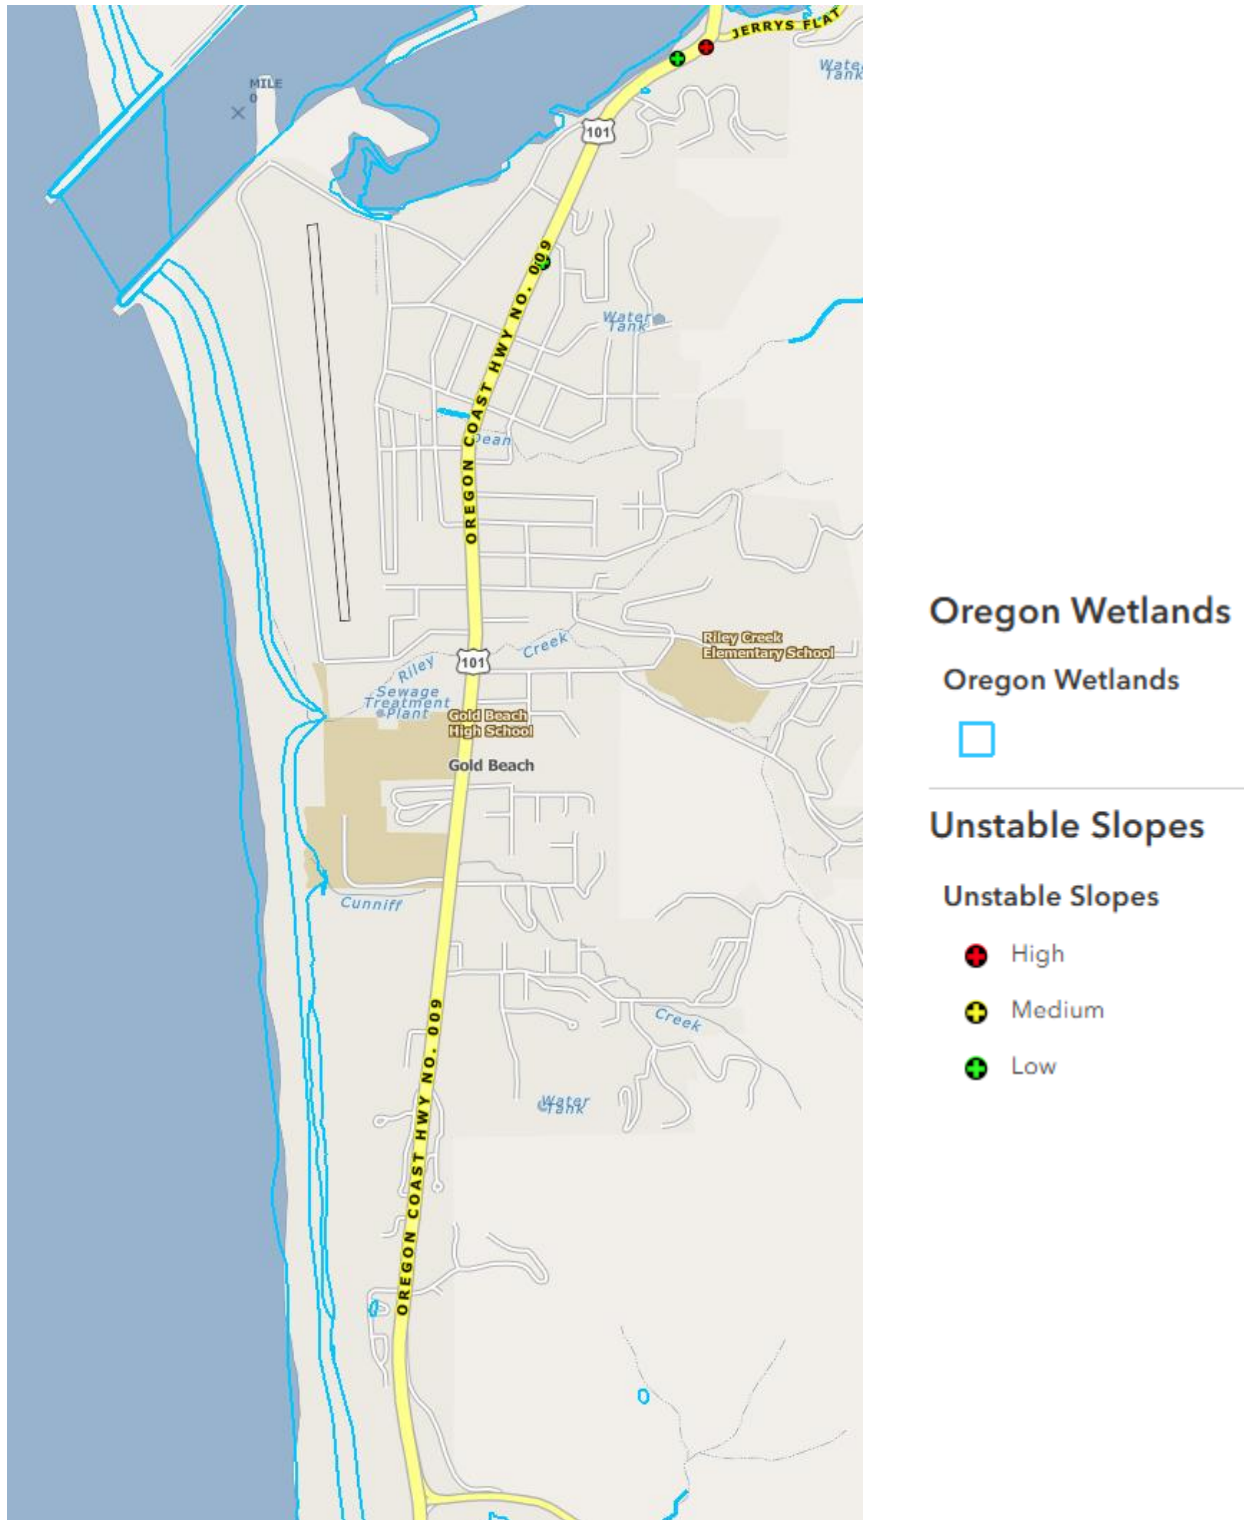 JERRYS FLAT
Water
Tank
MILE
0
101
OREGON COAST HWY NO. 009
Water
Tank
Dean
Riley
Creek
101
Riley Creek
Elementary School
Sewage
Treatment
Plant
Gold Beach
High School
Gold Beach
Cunniff
Creek
OREGON COAST HWY NO. 009
Water
Tank
Oregon Wetlands
Oregon Wetlands
Unstable Slopes
Unstable Slopes
High
Medium
Low